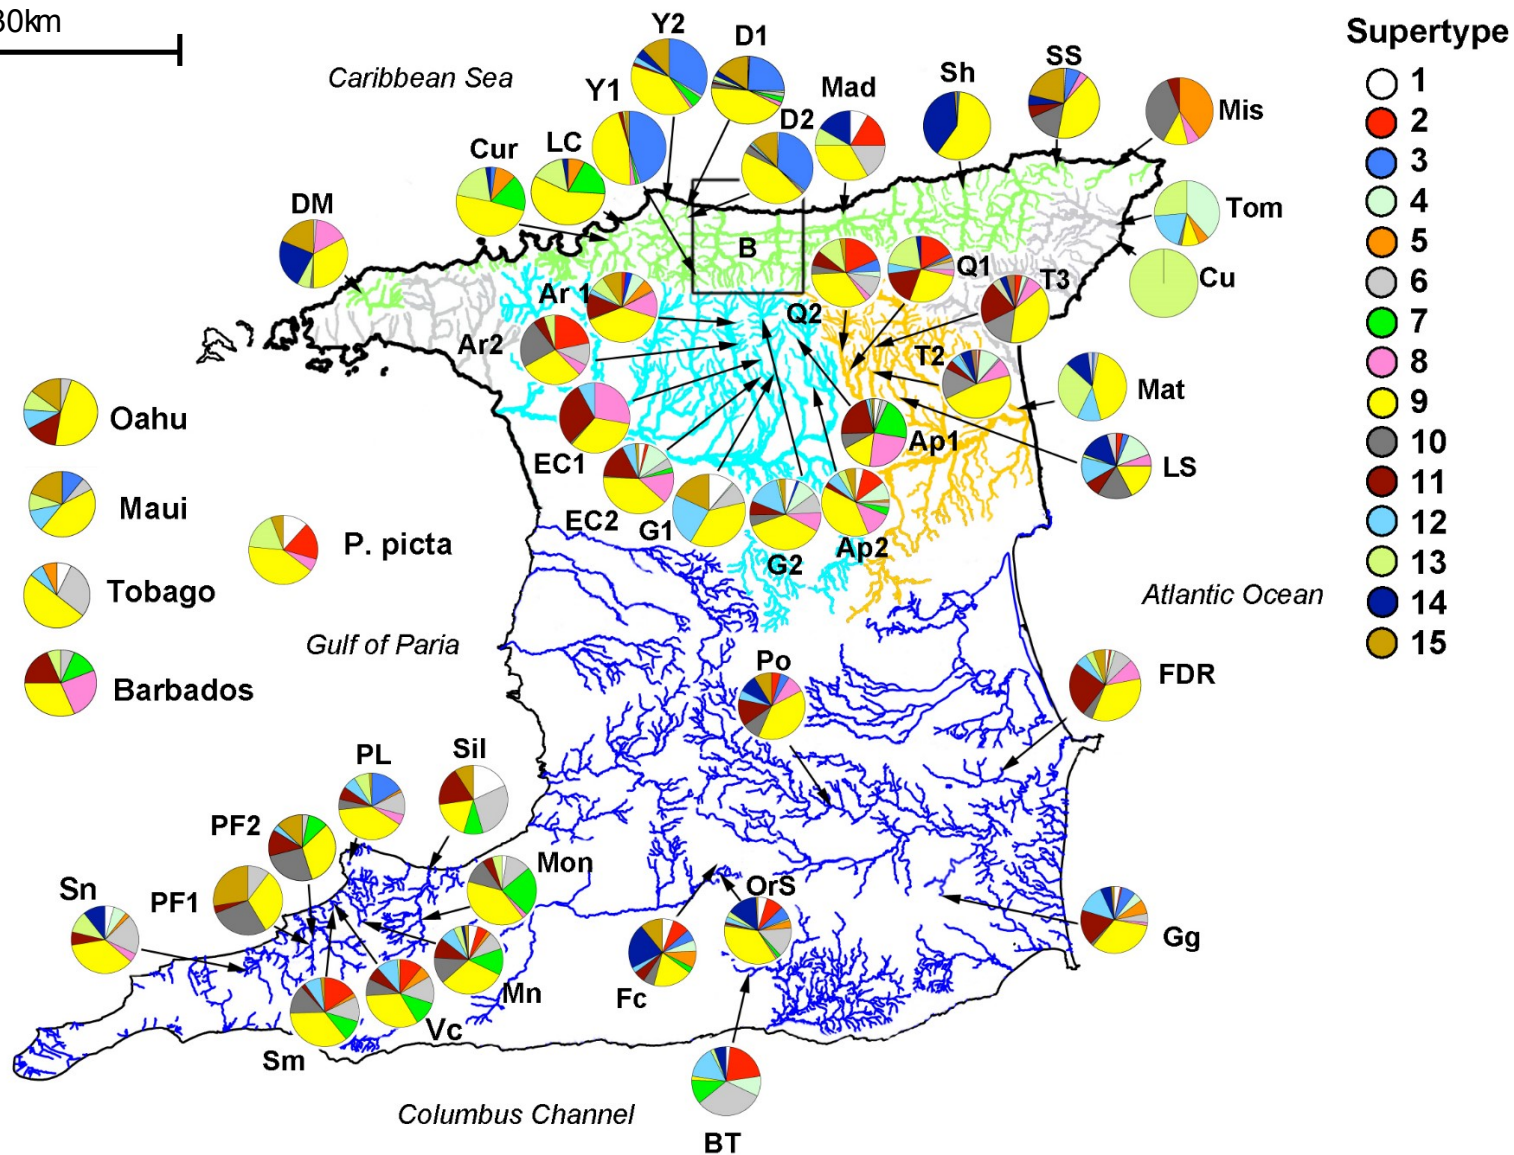 30km
Caribbean Sea
Y2
D1
Y1
D2
Mad
Sh
SS
Mis
Cur
LC
DM
Tom
Cu
B
Ar 1
Ar2
Q2
Q1
T3
T2
Mat
LS
Ap1
EC1
EC2
G1
G2
Ap2
Oahu
Maui
Tobago
Barbados
P. picta
Gulf of Paria
Atlantic Ocean
Po
FDR
PL
Sil
PF2
PF1
Sn
Mon
OrS
Gg
Mn
Vc
Sm
Fc
BT
Columbus Channel
Supertype
1
2
3
4
5
6
7
8
9
10
11
12
13
14
15